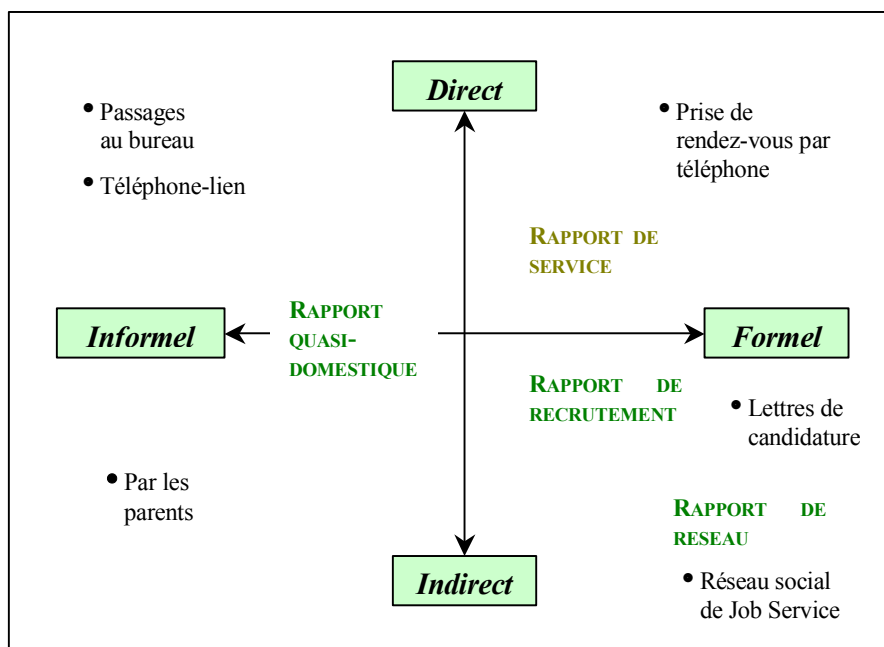 Direct
• Passages
au bureau
• Téléphone-lien
• Prise de
rendez-vous par
téléphone
RAPPORT DE
SERVICE
Informel
RAPPORT
QUASI-
DOMESTIQUE
Formel
RAPPORT DE
RECRUTEMENT
• Lettres de
candidature
• Par les
parents
RAPPORT DE
RESEAU
Indirect
• Réseau social
de Job Service